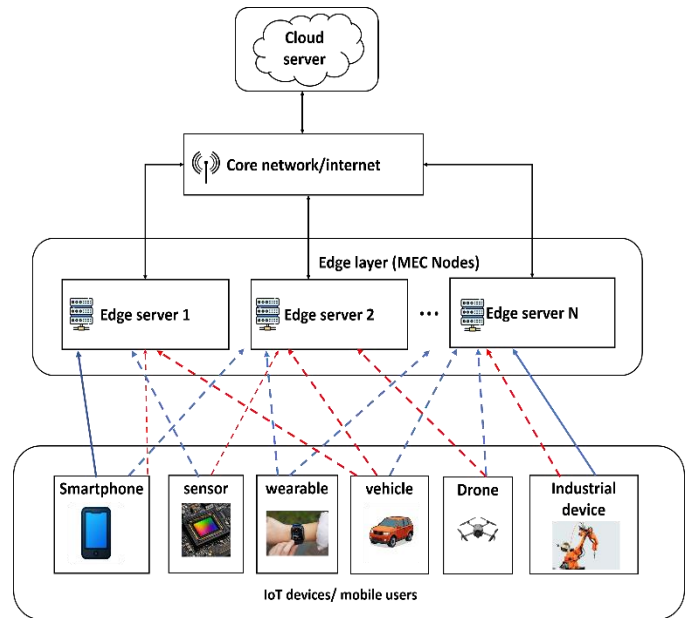 Cloud
server
Core network/internet
Edge layer (MEC Nodes)
Edge server 1
Edge server 2
...
Edge server N
Smartphone
sensor
wearable
vehicle
Drone
Industrial
device
IoT devices/ mobile users